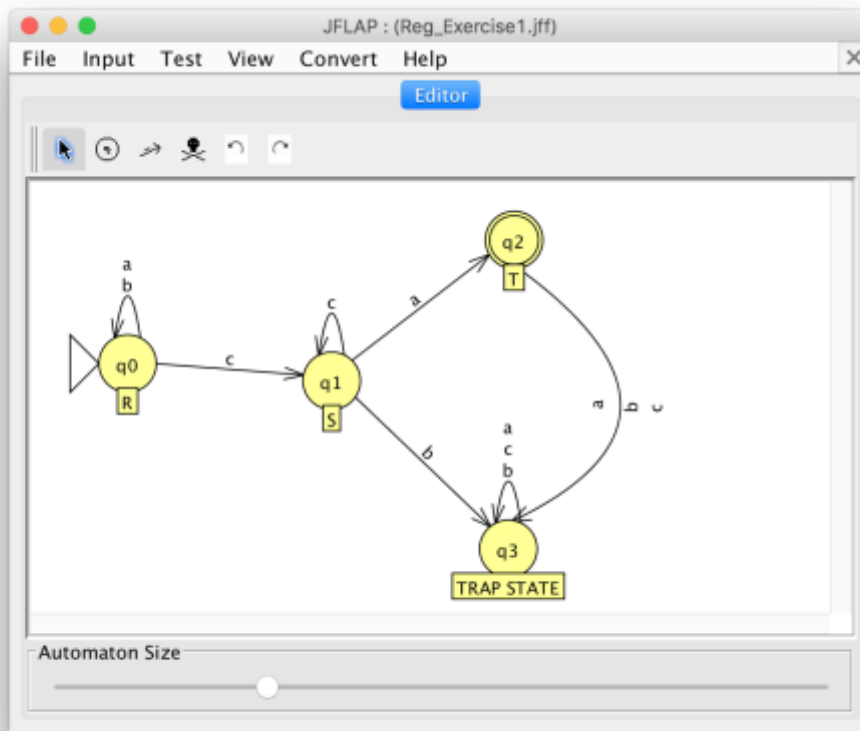 JFLAP : (Reg_Exercise1.jff)
File Input Test View Convert Help
Editor
q2
T
a
b
q0
R
c
c
q1
S
a
b
a
b
c
a
c
b
q3
TRAP STATE
Automaton Size